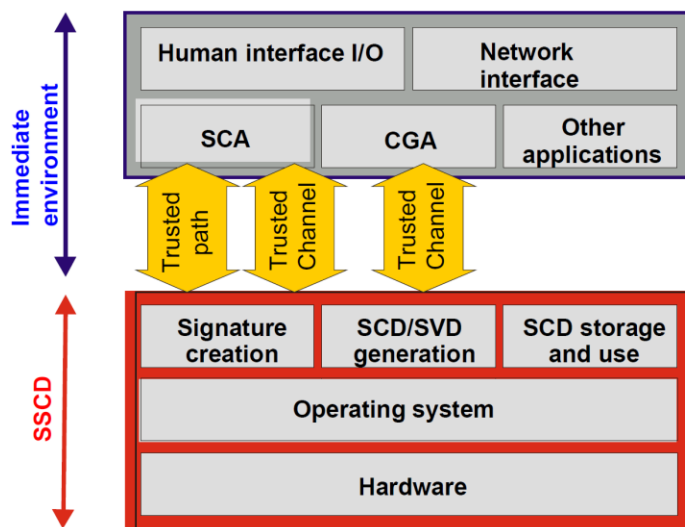 Immediate
environment
Human interface I/O
Network
interface
SCA
CGA
Other
applications
Trusted
path
Trusted
Channel
Trusted
Channel
SSCD
Signature
creation
SCD/SVD
generation
SCD storage
and use
Operating system
Hardware